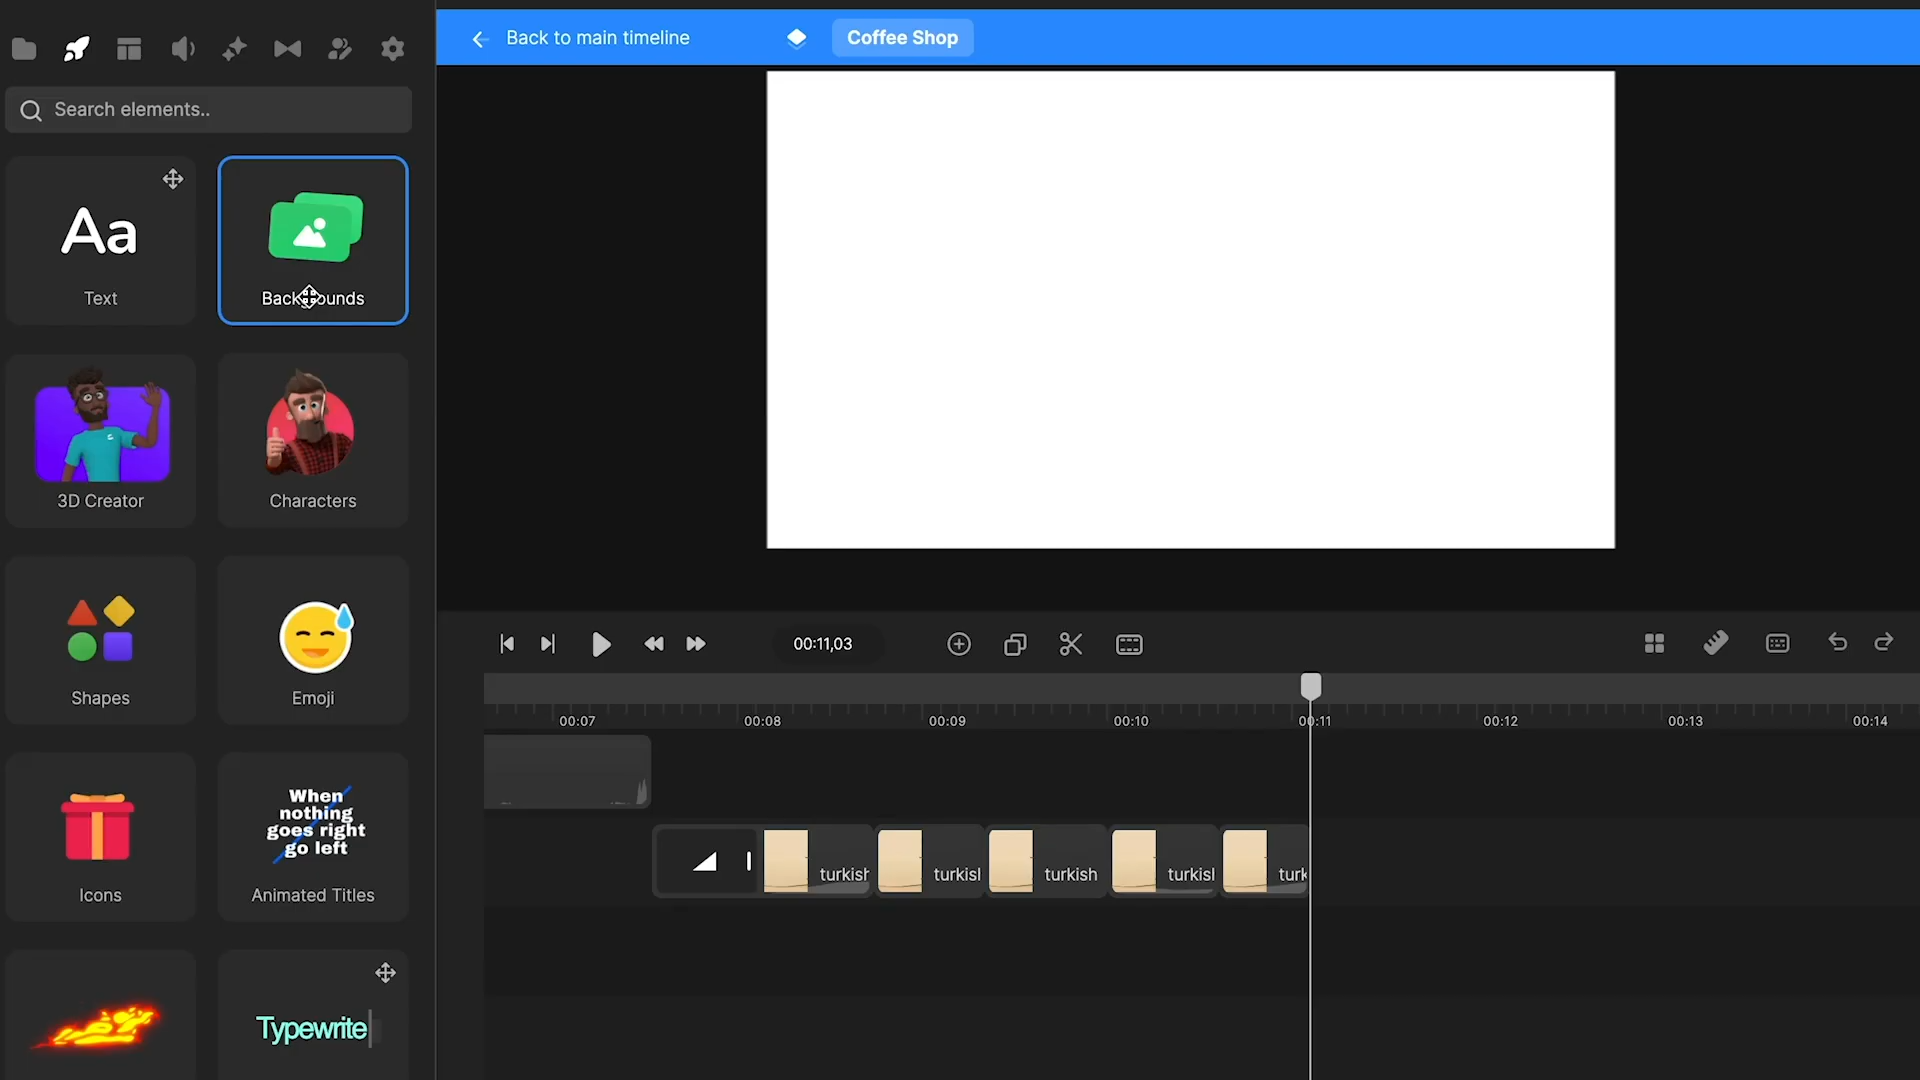 Back to main timeline
Coffee Shop
Search elements..
Aa
Text
Backgrounds
3D Creator
Characters
Shapes
Emoji
When
nothing
goes right
go left
Icons
Animated Titles
Typewrite
00:11,03
00:07
00:08
00:09
00:10
00:11
00:12
00:13
00:14
turkish
turkisl
turkish
turkisl
turk